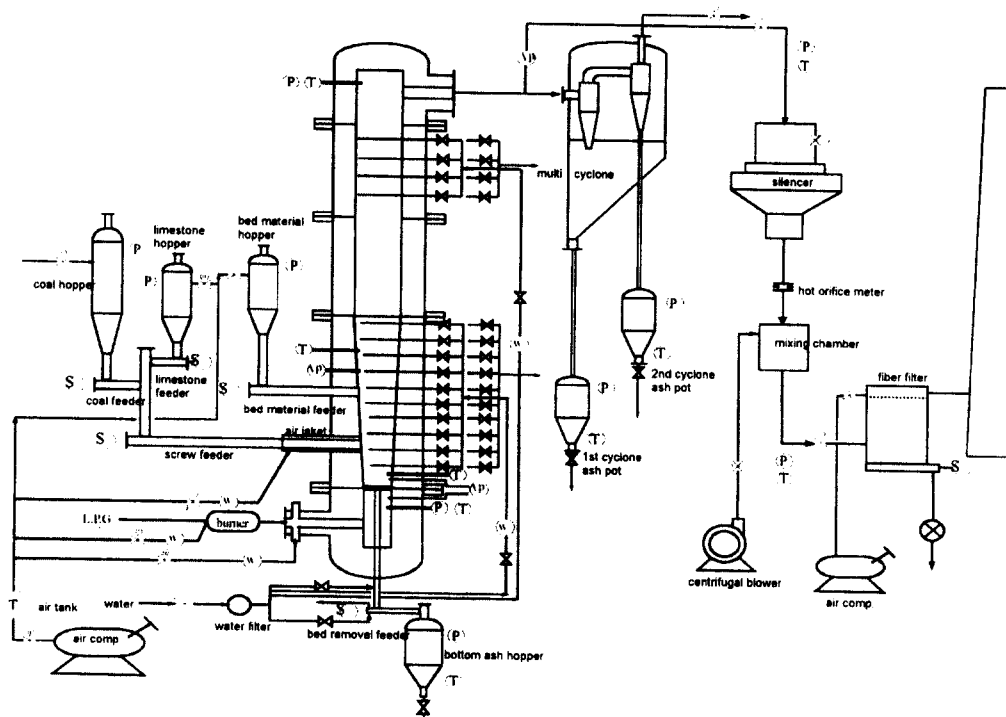 (P)
(T
(P) (T)
multi cyclone
silencer
bed material
hopper
limestone
hopper
(P
P)
(P)
coal hopper
hot orifice meter
(P)
mixing chamber
(w)
(T)
(T)
2nd cyclone
ash pot
fiber filter
S
limestone
feeder
S
coal feeder
S
bed material feeder
(P)
air jaket
S
screw feeder
(T)
1st cyclone
ash pot
(P)
T
S
(T)
(w)
(P) (T)
(w)
L.P.G
burner
(w)
centrifugal blower
air comp
T
air tank
water
water filter
S
bed removal feeder
air comp
(P)
bottom ash hopper
(T)